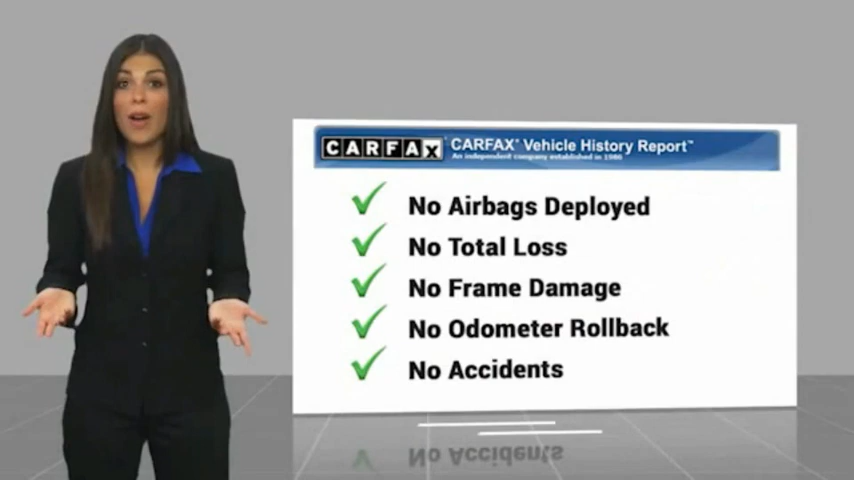 CARFAX CARFAX® Vehicle History Report™
An independent company established in 1986
No Airbags Deployed
No Total Loss
No Frame Damage
No Odometer Rollback
No Accidents
No Accidents